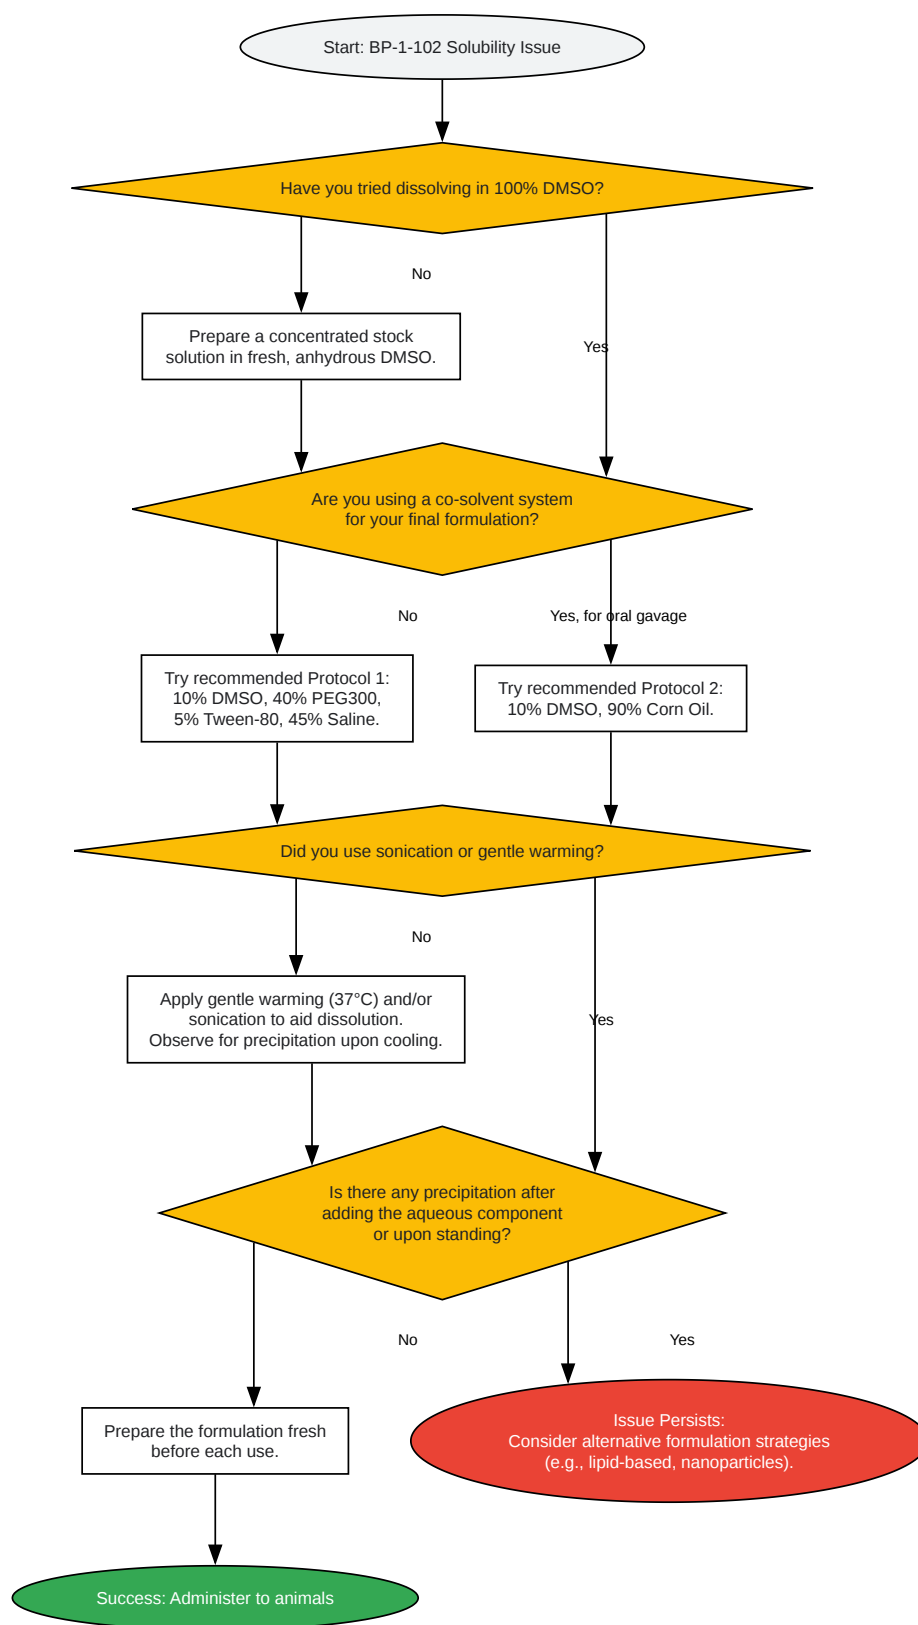 Start: BP-1-102 Solubility Issue
Have you tried dissolving in 100% DMSO?
No
Prepare a concentrated stock
solution in fresh, anhydrous DMSO.
Yes
Are you using a co-solvent system
for your final formulation?
No
Yes, for oral gavage
Try recommended Protocol 1:
10% DMSO, 40% PEG300,
5% Tween-80, 45% Saline.
Try recommended Protocol 2:
10% DMSO, 90% Corn Oil.
Did you use sonication or gentle warming?
No
Apply gentle warming (37°C) and/or
sonication to aid dissolution.
Observe for precipitation upon cooling.
Yes
Is there any precipitation after
adding the aqueous component
or upon standing?
No
Yes
Prepare the formulation fresh
before each use.
Issue Persists:
Consider alternative formulation strategies
(e.g., lipid-based, nanoparticles).
Success: Administer to animals